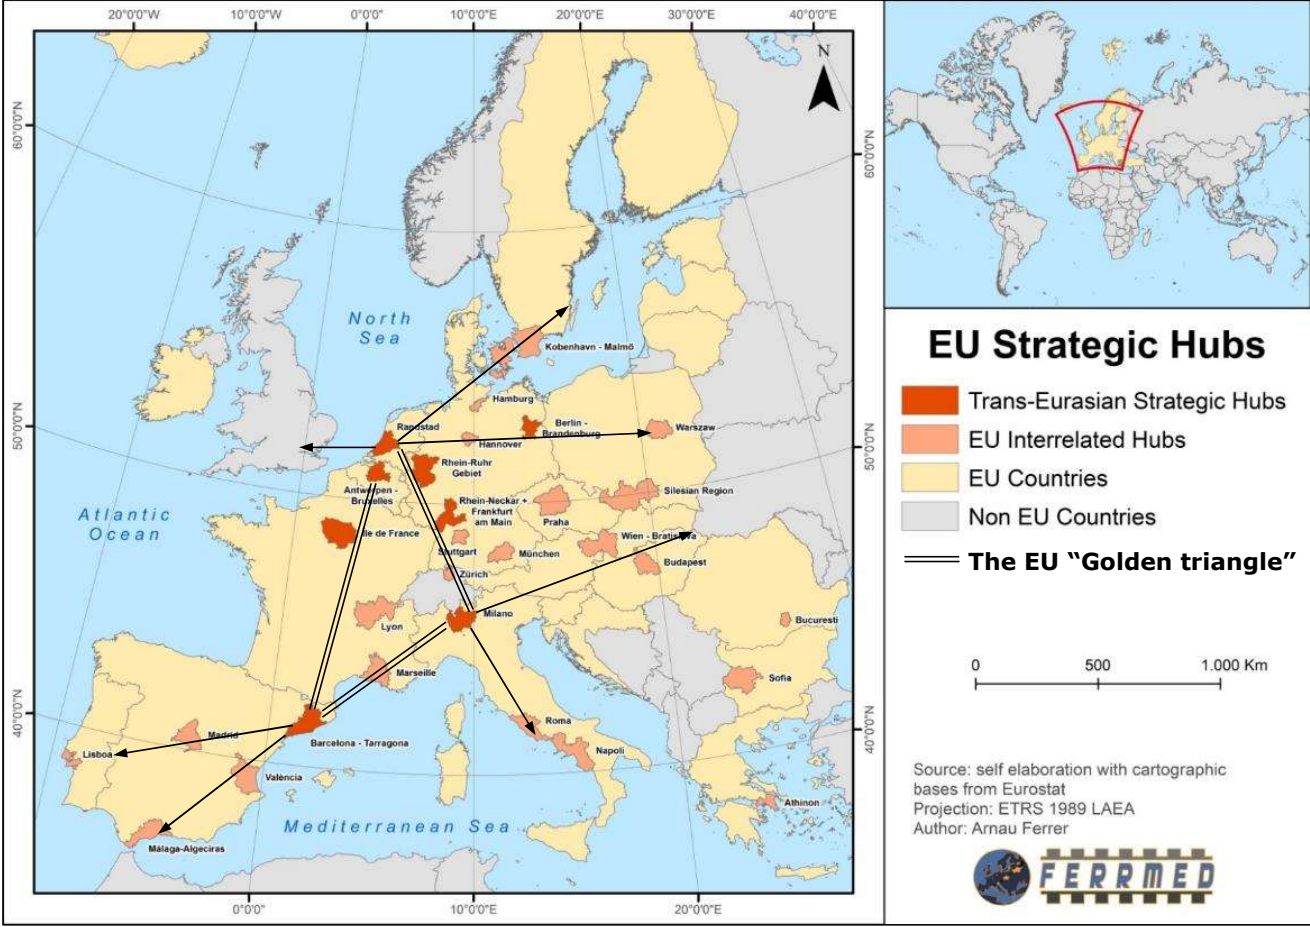 20°0'0"W
10°0'0"W
0°0'0"
10°0'0"E
20°0'0"E
30°0'0"E
40°0'0"E
N
60°0'0"N
60°0'0"N
50°0'0"N
50°0'0"N
40°0'0"N
40°0'0"N
North
Sea
Kobenhavn - Malmö
Hamburg
Randstad
Berlin -
Brandenburg
Warszaw
Hannover
Rhein-Ruhr
Gebiet
Antwerpen -
Bruxelles
Rhein-Neckar +
Frankfurt
am Main
Silesian Region
Praha
Atlantic
Ocean
Ille de France
Stuttgart
München
Wien - Bratislava
Budapest
Zürich
Milano
Lyon
Bucuresti
Marseille
Sofia
Roma
Madrid
Barcelona - Tarragona
Napoli
Lisboa
València
Athinon
Mediterranean Sea
Málaga-Algeciras
0°0'0"
10°0'0"E
20°0'0"E
EU Strategic Hubs
Trans-Eurasian Strategic Hubs
EU Interrelated Hubs
EU Countries
Non EU Countries
The EU “Golden triangle”
0 500 1.000 Km
Source: self elaboration with cartographic
bases from Eurostat
Projection: ETRS 1989 LAEA
Author: Arnau Ferrer
FERRMED